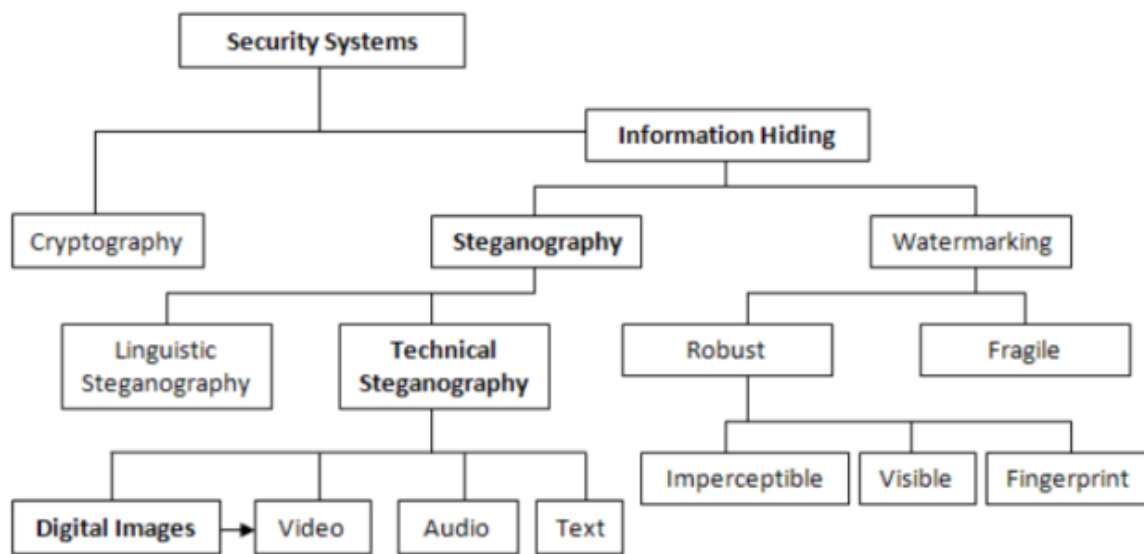 Security Systems
Information Hiding
Cryptography
Steganography
Watermarking
Linguistic
Steganography
Technical
Steganography
Robust
Fragile
Imperceptible
Visible
Fingerprint
Digital Images
Video
Audio
Text